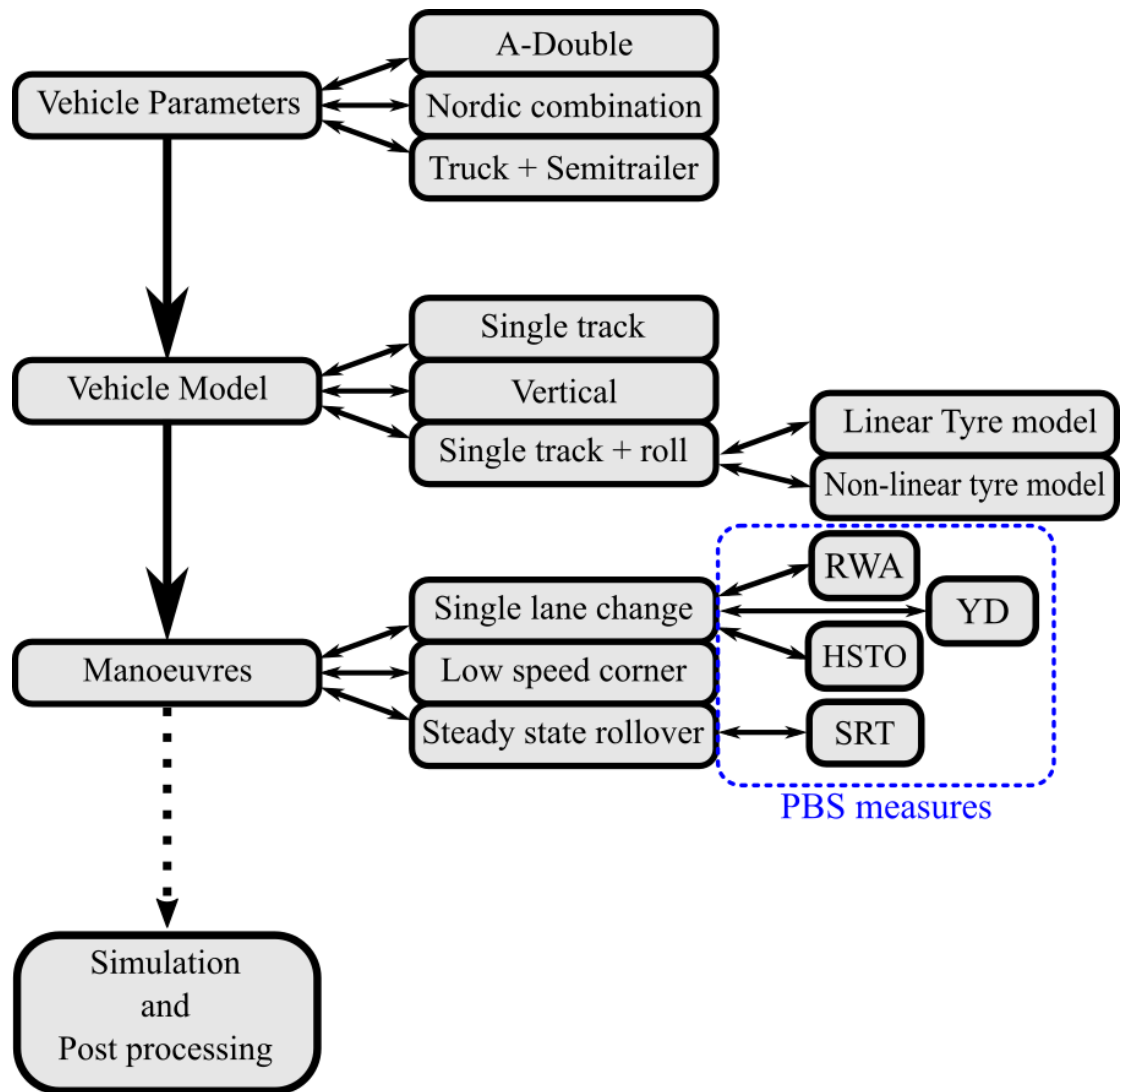 A-Double
Vehicle Parameters
Nordic combination
Truck + Semitrailer
Single track
Vehicle Model
Vertical
Single track + roll
Linear Tyre model
Non-linear tyre model
RWA
Single lane change
YD
Manoeuvres
Low speed corner
HSTO
Steady state rollover
SRT
PBS measures
Simulation
and
Post processing